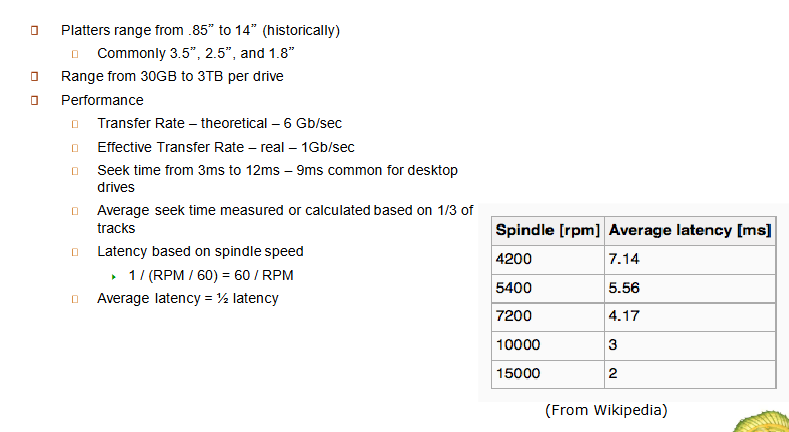 Platters range from .85” to 14” (historically)
Commonly 3.5”, 2.5”, and 1.8”
Range from 30GB to 3TB per drive
Performance
Transfer Rate – theoretical – 6 Gb/sec
Effective Transfer Rate – real – 1Gb/sec
Seek time from 3ms to 12ms – 9ms common for desktop
drives
Average seek time measured or calculated based on 1/3 of
tracks
Latency based on spindle speed
1 / (RPM / 60) = 60 / RPM
Average latency = ½ latency
Spindle [rpm] Average latency [ms]
4200 7.14
5400 5.56
7200 4.17
10000 3
15000 2
(From Wikipedia)